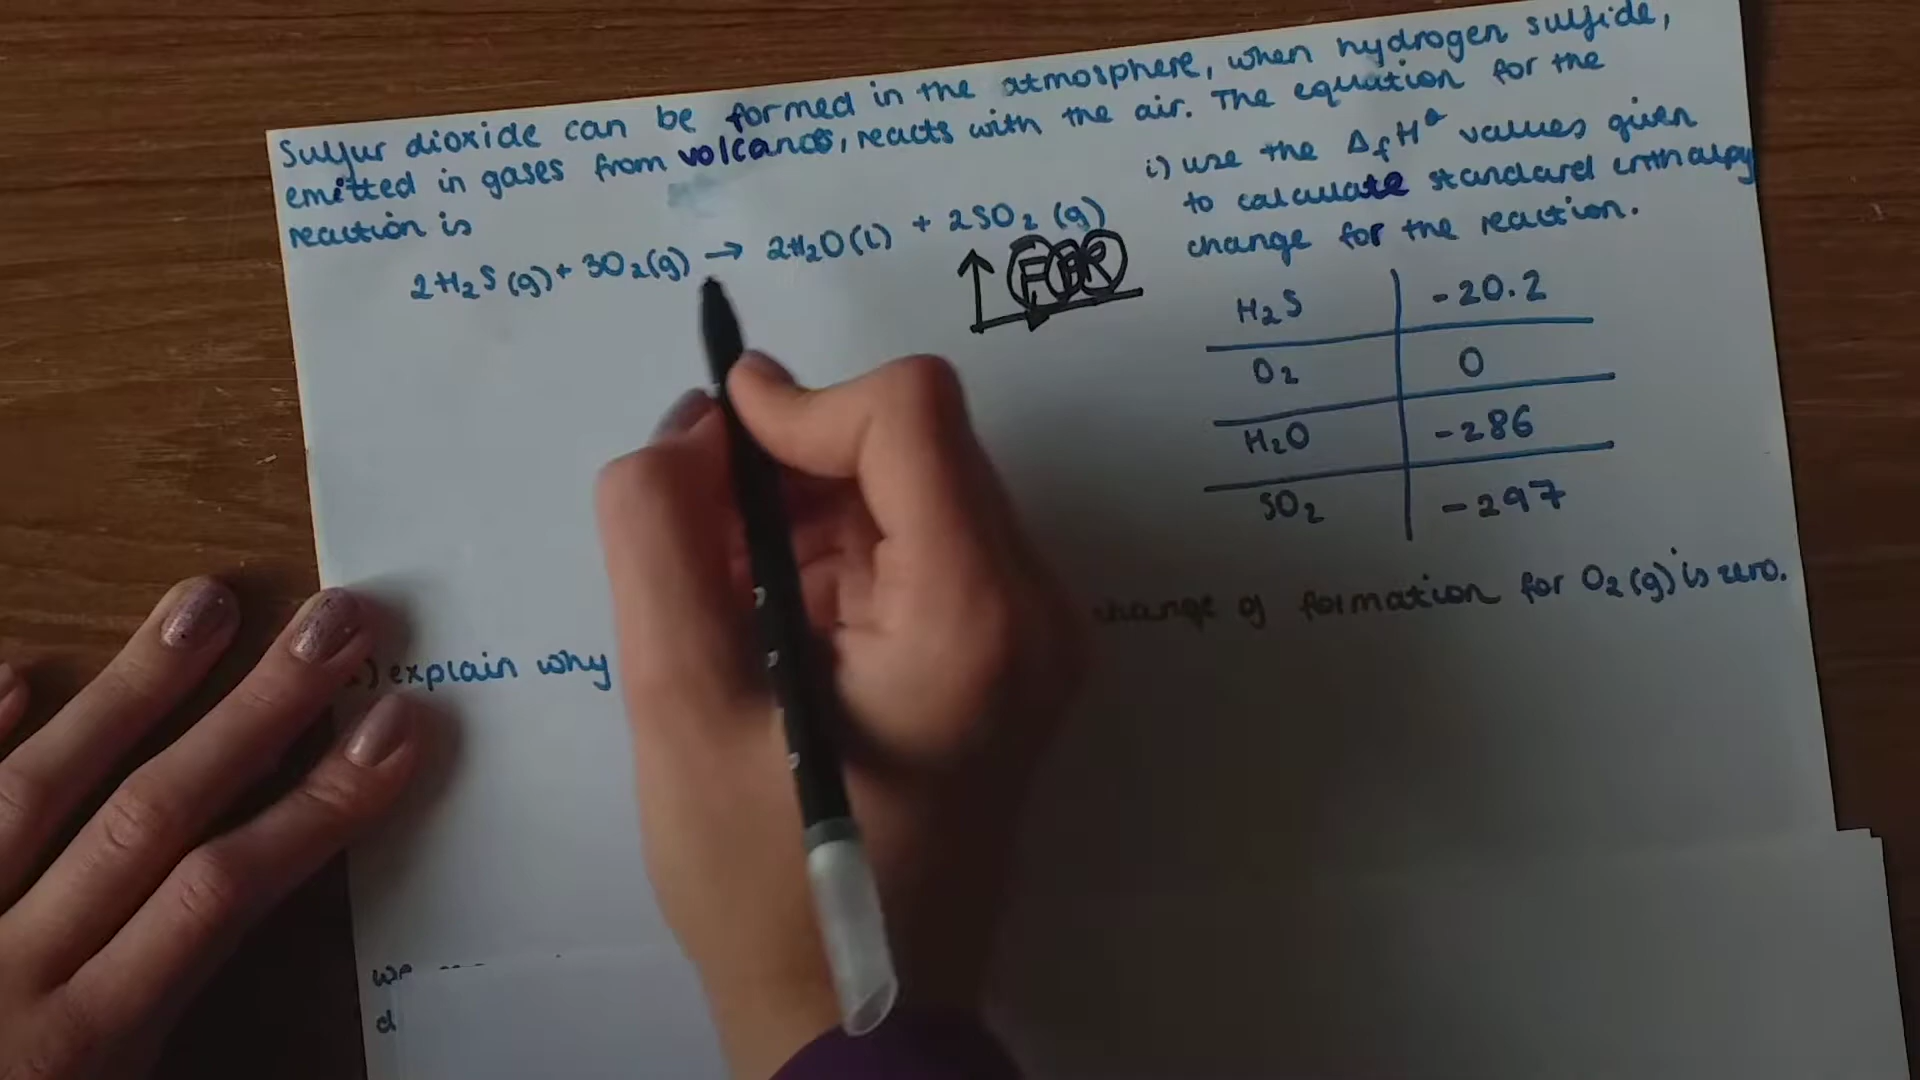 Sulfur dioxide can be formed in the atmosphere, when hydrogen sulfide,
emitted in gases from volcanos, reacts with the air. The equation for the
reaction is
2H₂S (g) + 3O₂(g) → 2H₂O(l) + 2SO₂ (g)
i) use the ΔfHᶿ values given
to calculate standard enthalpy
change for the reaction.
H₂S -20.2
O₂ 0
H₂O -286
SO₂ -297
) explain why change of formation for O₂(g) is zero.